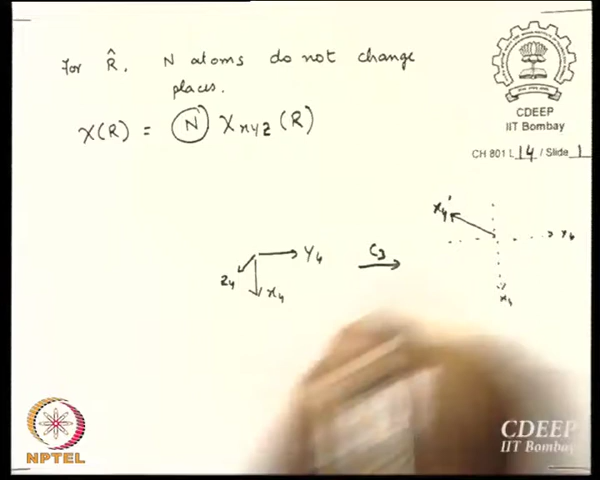 For R̂, N atoms do not change
places.
χ(R) = N χxyz (R)
CDEEP
IIT Bombay
CH 801 L 14 / Slide 1
x₄'
y₄
C₃
y₄
z₄
x₄
x₄
NPTEL
CDEEP
IIT Bombay